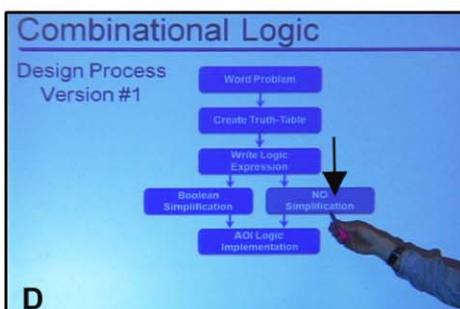 Combinational Logic
Design Process
Version #1
Word Problem
Create Truth-Table
Write Logic
Expression
Boolean
Simplification
NO
Simplification
AOI Logic
Implementation
D